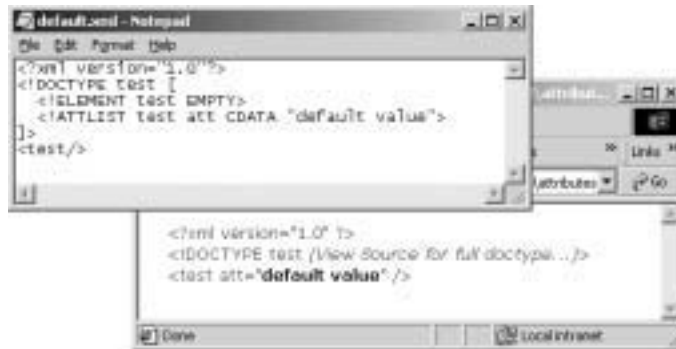 default.xml - Notepad
File Edit Format Help
<?xml version="1.0"?>
<!DOCTYPE test [
<!ELEMENT test EMPTY>
<!ATTLIST test att CDATA "default value">
]>
<test/>
Links
\attributes
Go
<?xml version="1.0" ?>
<!DOCTYPE test (View Source for full doctype...)>
<test att="default value" />
Done
Local intranet